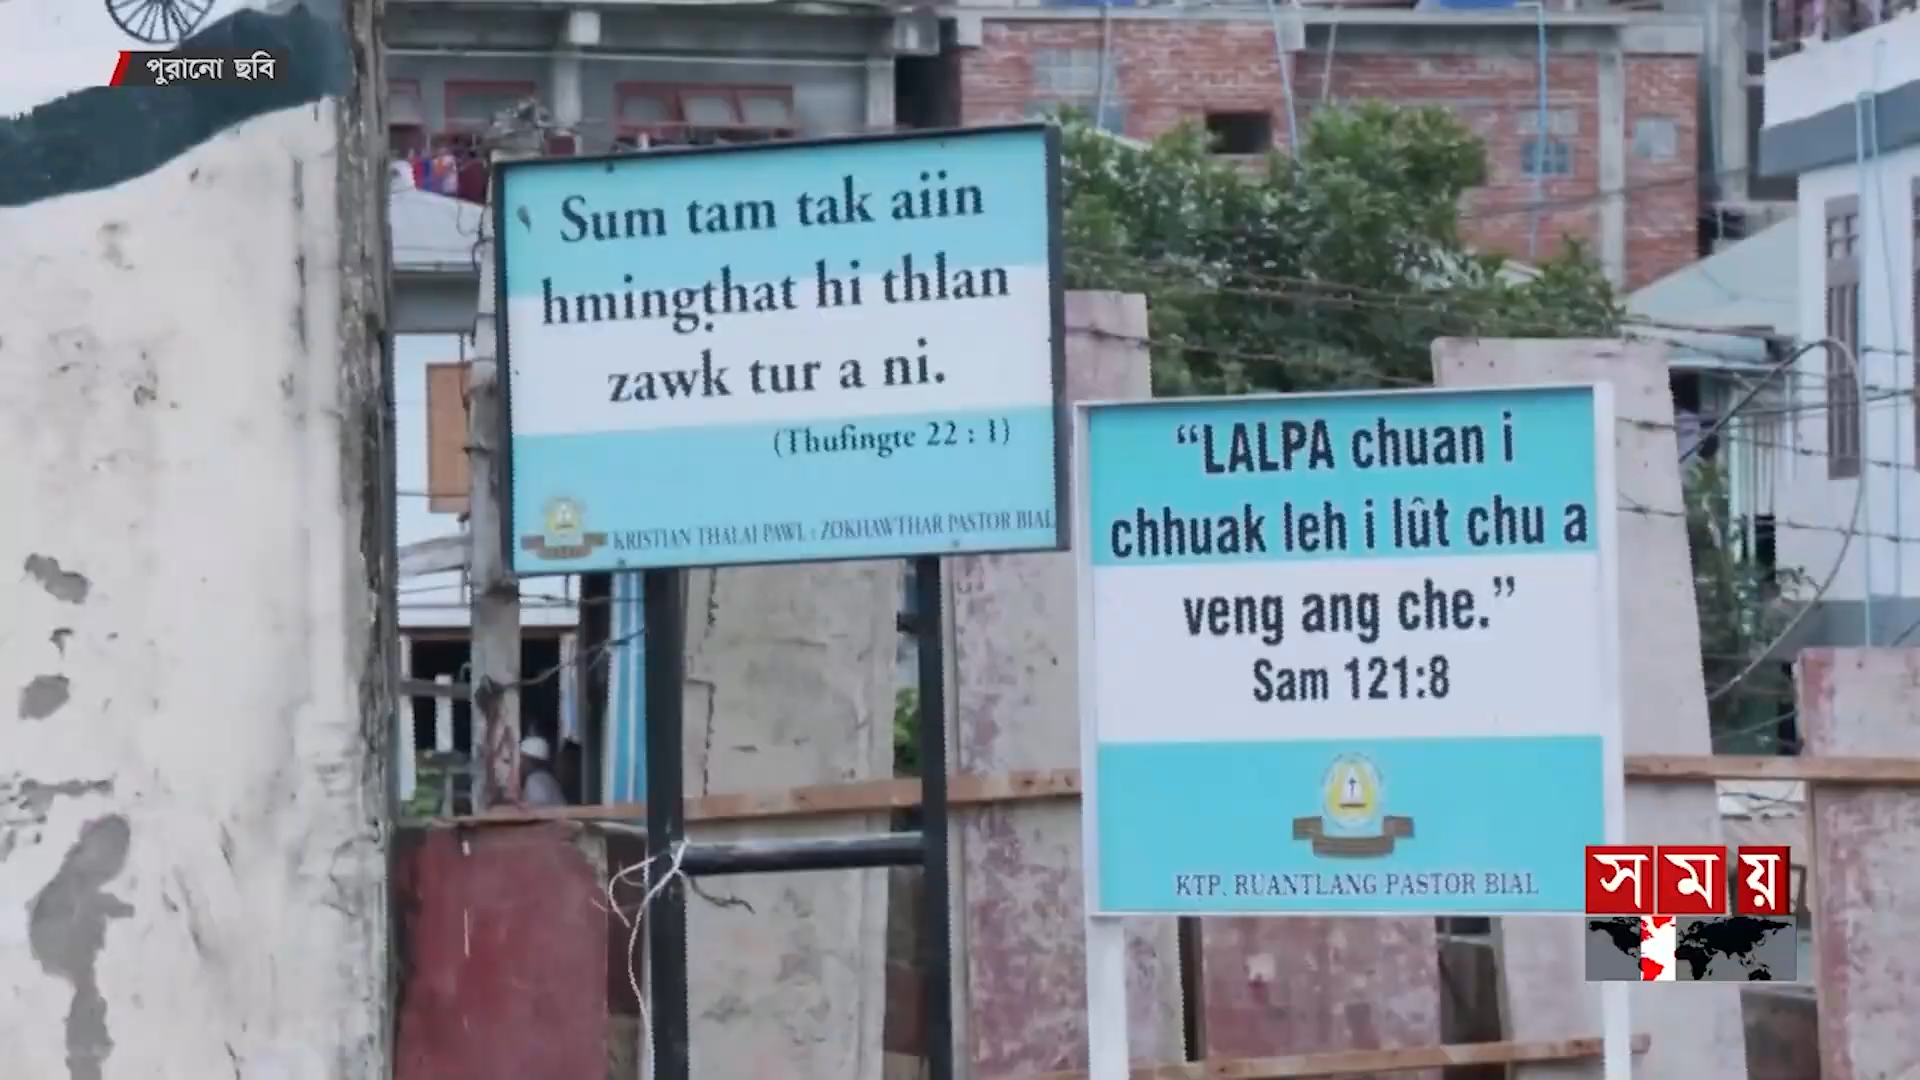 পুরানো ছবি
Sum tam tak aiin
hmingṭhat hi thlan
zawk tur a ni.
(Thufingte 22 : 1)
KRISTIAN THALAI PAWL : ZOKHAWTHAR PASTOR BIAL
“LALPA chuan i
chhuak leh i lût chu a
veng ang che.”
Sam 121:8
KTP. RUANTLANG PASTOR BIAL
সময়